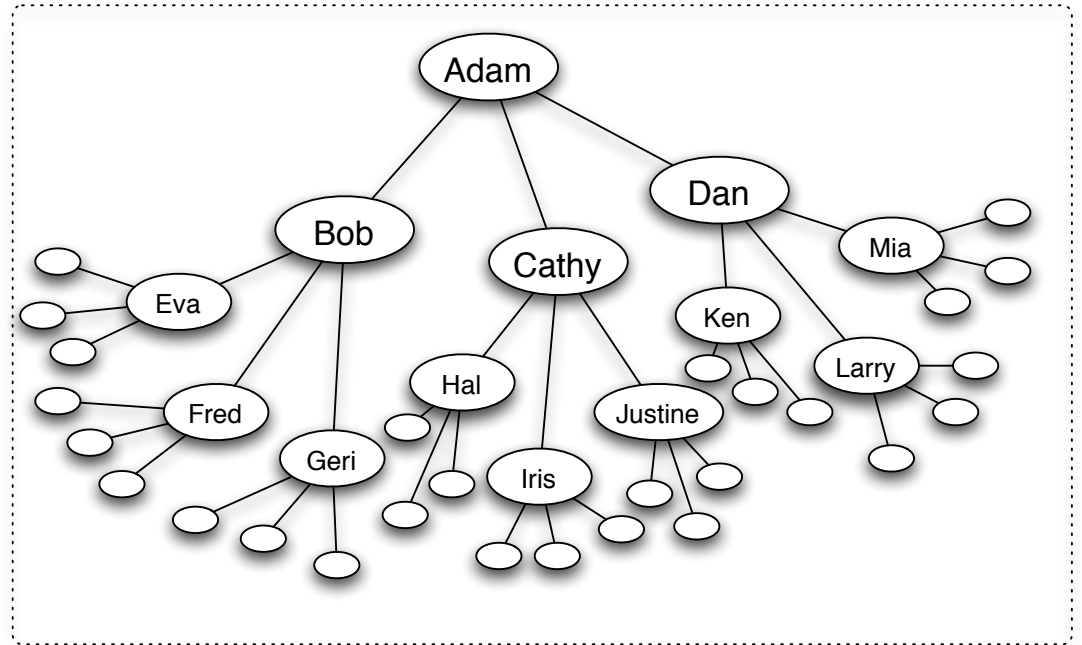 Adam
Bob
Cathy
Dan
Eva
Fred
Geri
Hal
Iris
Justine
Ken
Larry
Mia